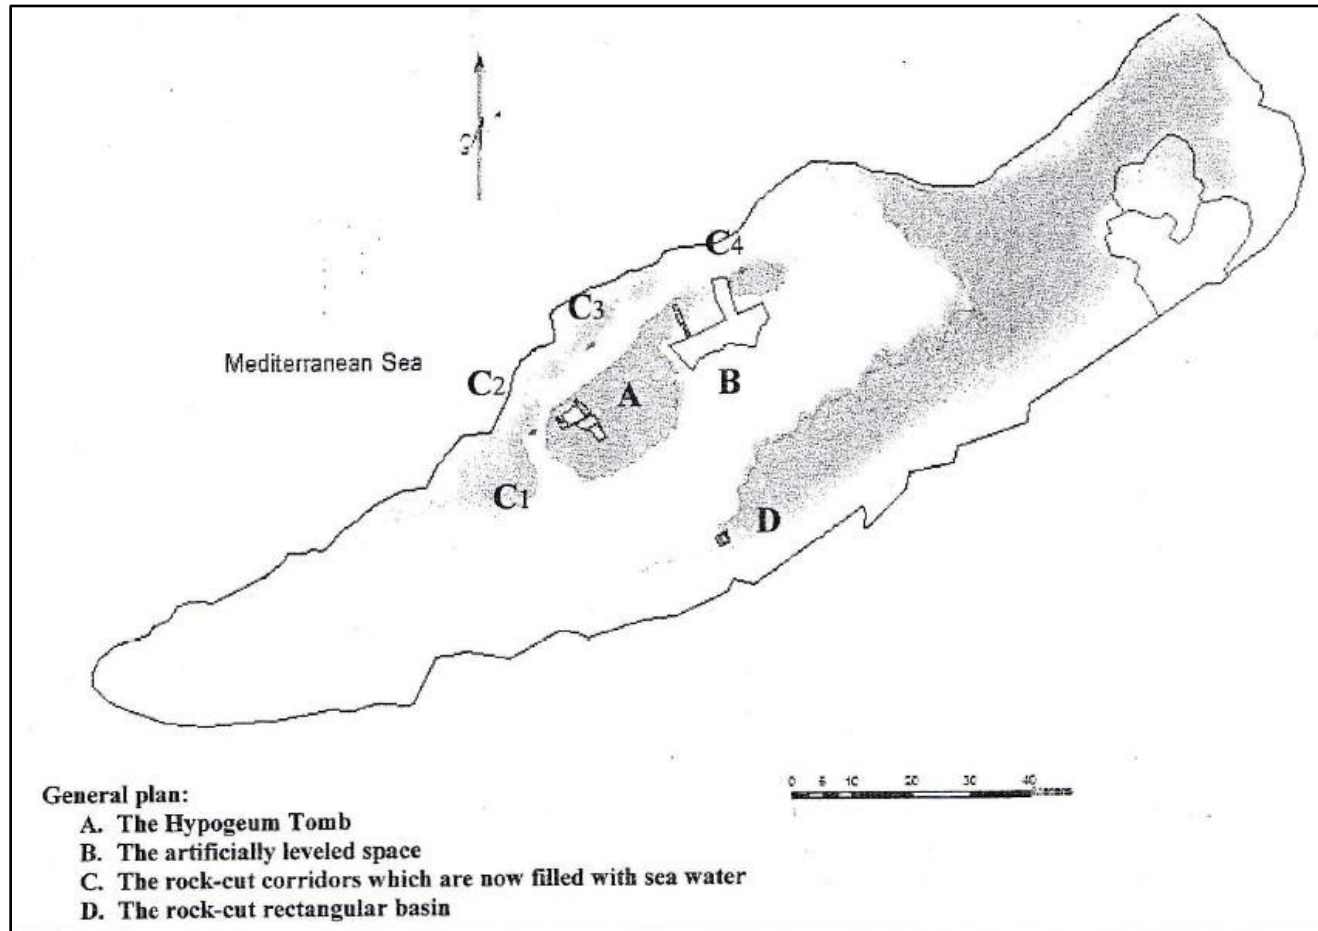 C4
C3
Mediterranean Sea
C2
A
B
C1
D
0 5 10 20 30 40
General plan:
A. The Hypogeum Tomb
B. The artificially leveled space
C. The rock-cut corridors which are now filled with sea water
D. The rock-cut rectangular basin